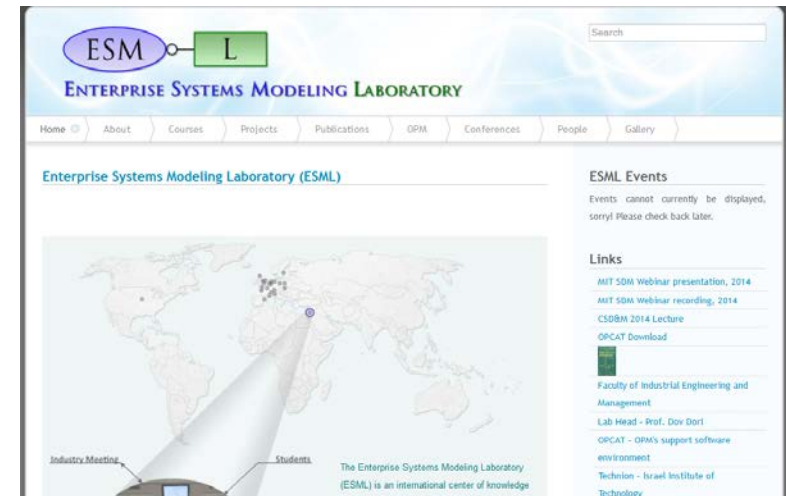 ESM L
ENTERPRISE SYSTEMS MODELING LABORATORY
Search
Home About Courses Projects Publications OPM Conferences People Gallery
Enterprise Systems Modeling Laboratory (ESML)
Industry Meeting
Students
The Enterprise Systems Modeling Laboratory
(ESML) is an international center of knowledge
ESML Events
Events cannot currently be displayed,
sorry! Please check back later.
Links
MIT SDM Webinar presentation, 2014
MIT SDM Webinar recording, 2014
CSD&M 2014 Lecture
OPCAT Download
Faculty of Industrial Engineering and
Management
Lab Head - Prof. Dov Dori
OPCAT - OPM's support software
environment
Technion - Israel Institute of
Technology